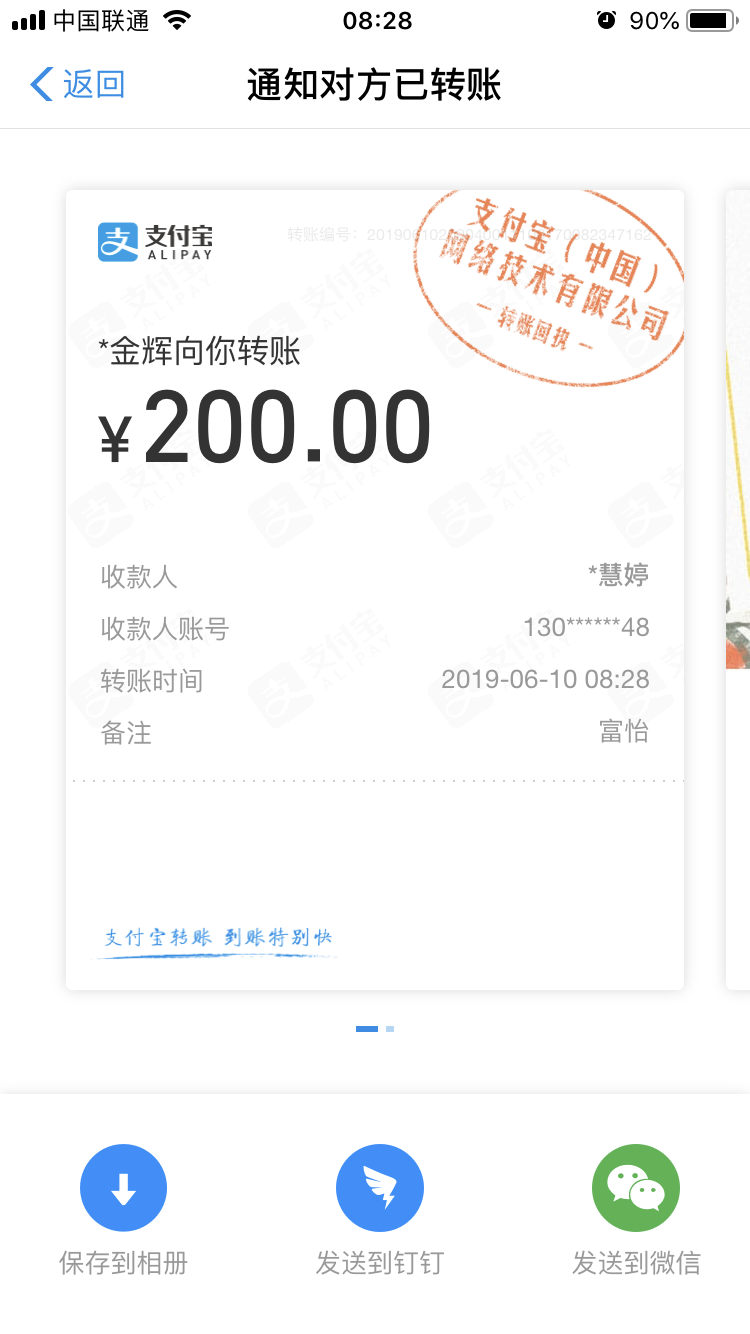 中国联通
08:28
90%
返回
通知对方已转账
支付宝
ALIPAY
转账编号：
支付宝（中国）
网络技术有限公司
转账回执
*金辉向你转账
¥200.00
收款人 *慧婷
收款人账号 130******48
转账时间 2019-06-10 08:28
备注 富怡
支付宝转账 到账特别快
保存到相册
发送到钉钉
发送到微信